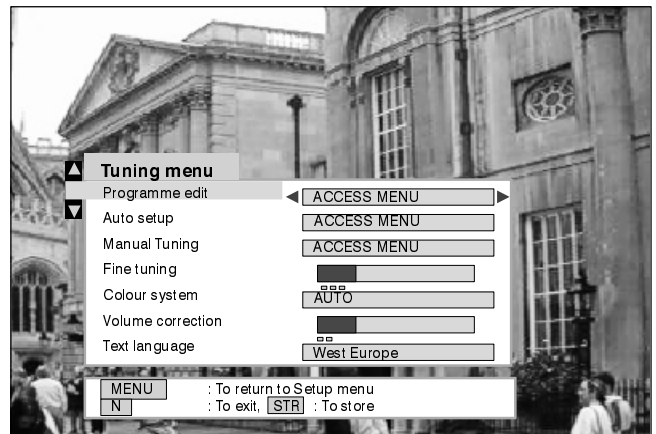 Tuning menu
Programme edit ACCESS MENU
Auto setup ACCESS MENU
Manual Tuning ACCESS MENU
Fine tuning
Colour system AUTO
Volume correction
Text language West Europe
MENU : To return to Setup menu
N : To exit, STR : To store